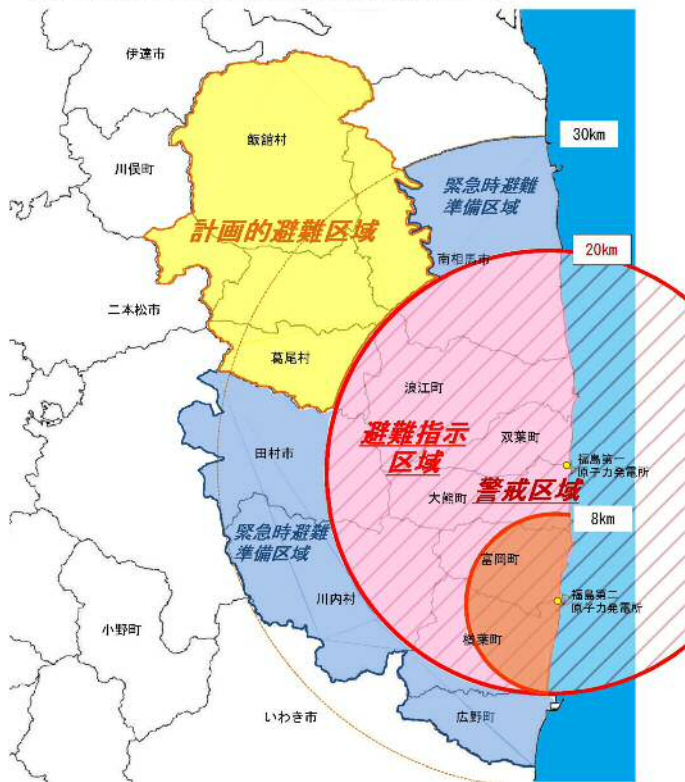 伊達市
飯舘村
川俣町
30km
緊急時避難
準備区域
計画的避難区域
20km
南相馬市
二本松市
葛尾村
浪江町
避難指示
区域
双葉町
田村市
福島第一
原子力発電所
大熊町
警戒区域
8km
緊急時避難
準備区域
富岡町
川内村
福島第二
原子力発電所
小野町
楢葉町
いわき市
広野町